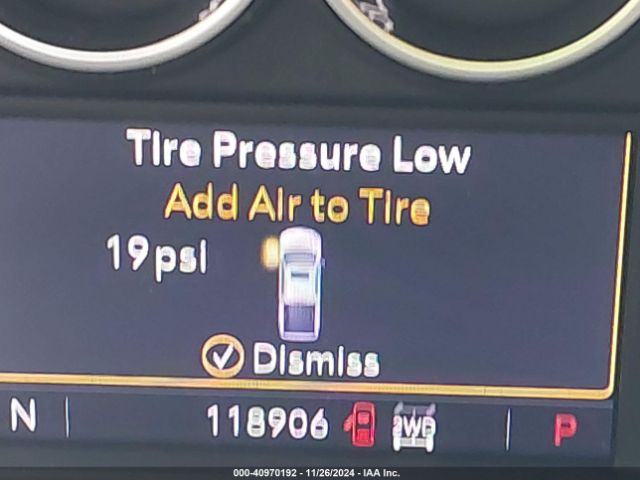 Tire Pressure Low
Add Air to Tire
19 psi
Dismiss
N 118906 2WD P
000-40970192 - 11/26/2024 - IAA Inc.